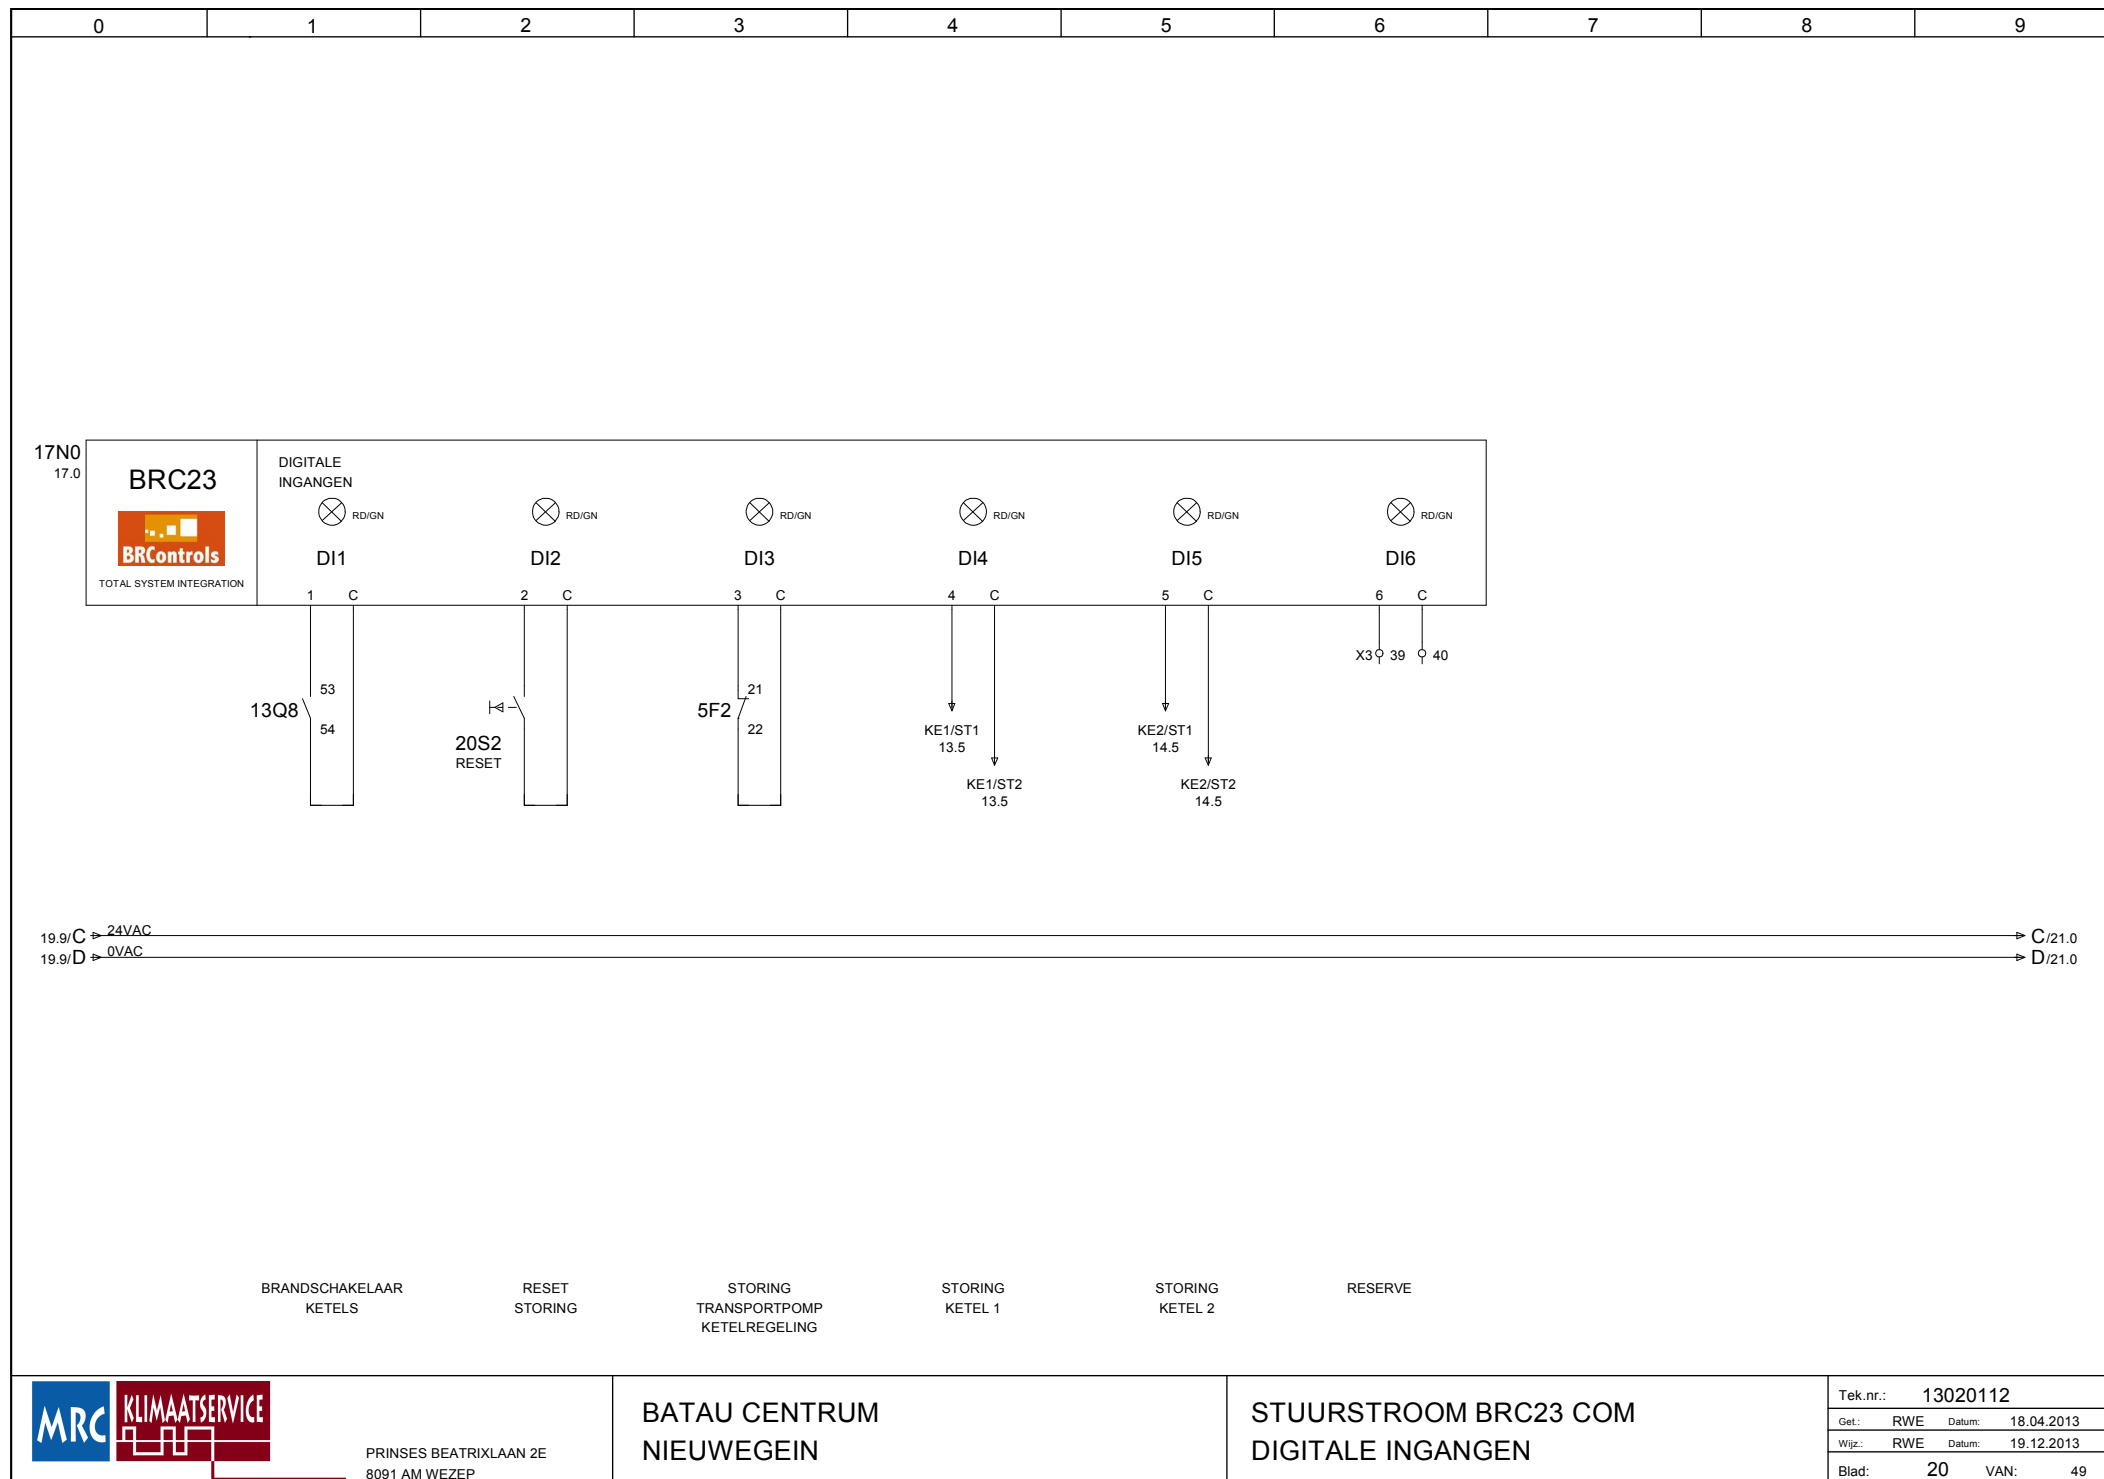 0 1 2 3 4 5 6 7 8 9
17N0
17.0
BRC23
BRControls
TOTAL SYSTEM INTEGRATION
DIGITALE
INGANGEN
RD/GN RD/GN RD/GN RD/GN RD/GN RD/GN
DI1 DI2 DI3 DI4 DI5 DI6
1 C 2 C 3 C 4 C 5 C 6 C
X3 39 40
13Q8 53 54
20S2
RESET
5F2 21 22
KE1/ST1
13.5
KE1/ST2
13.5
KE2/ST1
14.5
KE2/ST2
14.5
19.9/C 24VAC C/21.0
19.9/D 0VAC D/21.0
BRANDSCHAKELAAR
KETELS
RESET
STORING
STORING
TRANSPORTPOMP
KETELREGELING
STORING
KETEL 1
STORING
KETEL 2
RESERVE
MRC KLIMAATSERVICE
PRINSES BEATRIXLAAN 2E
8091 AM WEZEP
BATAU CENTRUM
NIEUWEGEIN
STUURSTROOM BRC23 COM
DIGITALE INGANGEN
Tek.nr.: 13020112
Get.: RWE Datum: 18.04.2013
Wijz.: RWE Datum: 19.12.2013
Blad: 20 VAN: 49